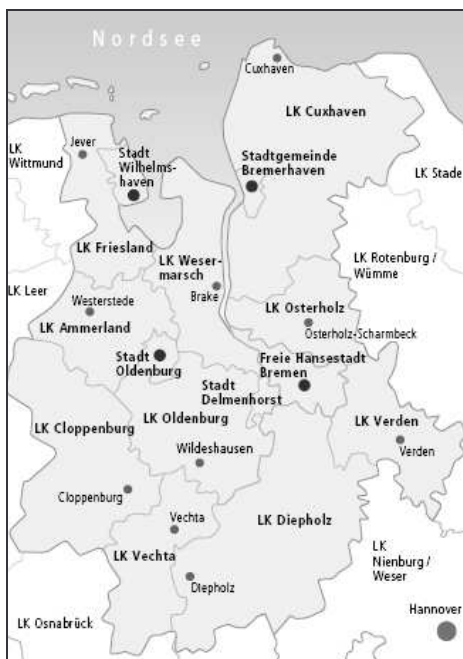 Nordsee
Cuxhaven
LK Cuxhaven
LK
Wittmund
Jever
Stadt
Wilhelms-
haven
Stadtgemeinde
Bremerhaven
LK Stade
LK Friesland
LK Weser-
marsch
LK Rotenburg /
Wümme
LK Leer
Brake
Westerstede
LK Osterholz
LK Ammerland
Osterholz-Scharmbeck
Stadt
Oldenburg
Freie Hansestadt
Bremen
Stadt
Delmenhorst
LK Oldenburg
LK Verden
LK Cloppenburg
Wildeshausen
Verden
Cloppenburg
Vechta
LK Diepholz
LK Vechta
LK
Nienburg /
Weser
Diepholz
Hannover
LK Osnabrück